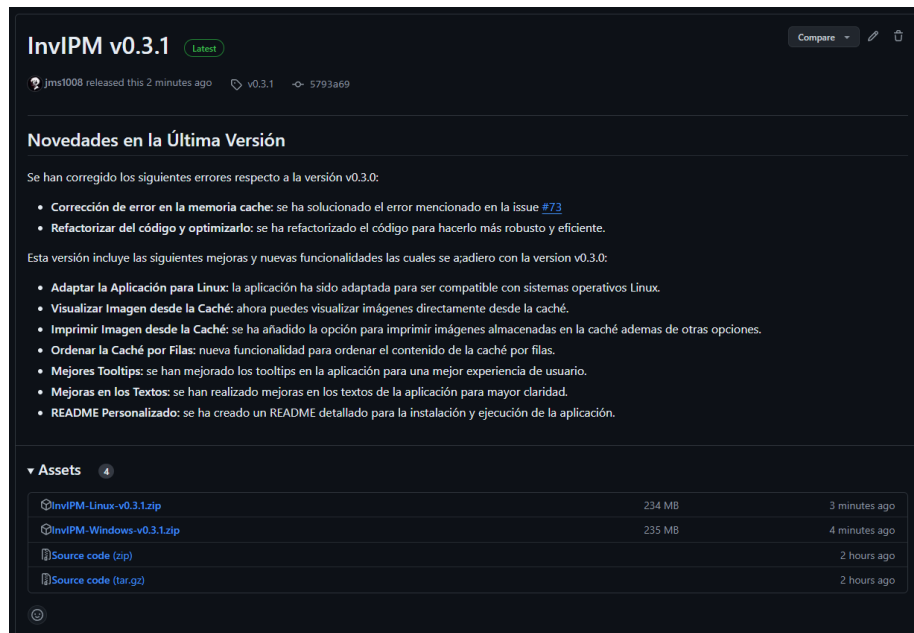 InvIPM v0.3.1 Latest
Compare
jms1008 released this 2 minutes ago v0.3.1 5793a69
Novedades en la Última Versión
Se han corregido los siguientes errores respecto a la versión v0.3.0:
• Corrección de error en la memoria cache: se ha solucionado el error mencionado en la issue #73
• Refactorizar del código y optimizarlo: se ha refactorizado el código para hacerlo más robusto y eficiente.
Esta versión incluye las siguientes mejoras y nuevas funcionalidades las cuales se a;adiero con la version v0.3.0:
• Adaptar la Aplicación para Linux: la aplicación ha sido adaptada para ser compatible con sistemas operativos Linux.
• Visualizar Imagen desde la Caché: ahora puedes visualizar imágenes directamente desde la caché.
• Imprimir Imagen desde la Caché: se ha añadido la opción para imprimir imágenes almacenadas en la caché ademas de otras opciones.
• Ordenar la Caché por Filas: nueva funcionalidad para ordenar el contenido de la caché por filas.
• Mejores Tooltips: se han mejorado los tooltips en la aplicación para una mejor experiencia de usuario.
• Mejoras en los Textos: se han realizado mejoras en los textos de la aplicación para mayor claridad.
• README Personalizado: se ha creado un README detallado para la instalación y ejecución de la aplicación.
Assets 4
InvIPM-Linux-v0.3.1.zip 234 MB 3 minutes ago
InvIPM-Windows-v0.3.1.zip 235 MB 4 minutes ago
Source code (zip) 2 hours ago
Source code (tar.gz) 2 hours ago